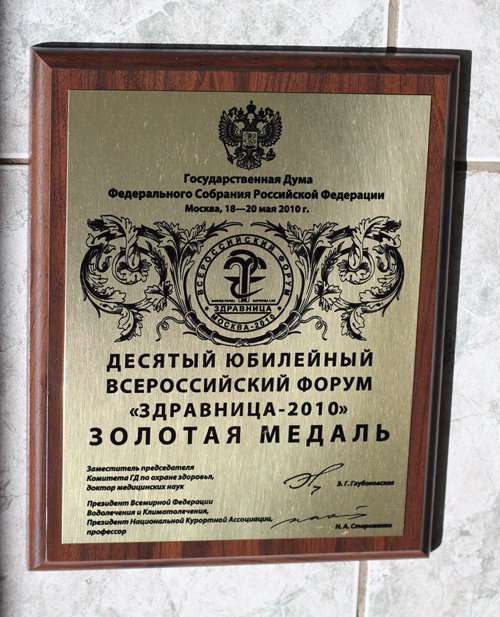 Государственная Дума
Федерального Собрания Российской Федерации
Москва, 18—20 мая 2010 г.
ВСЕРОССИЙСКИЙ ФОРУМ
ЗДРАВНИЦА
МОСКВА-2010
ДЕСЯТЫЙ ЮБИЛЕЙНЫЙ
ВСЕРОССИЙСКИЙ ФОРУМ
«ЗДРАВНИЦА-2010»
ЗОЛОТАЯ МЕДАЛЬ
Заместитель председателя
Комитета ГД по охране здоровья,
доктор медицинских наук
Г. Глубоковская
Президент Всемирной Федерации
Водолечения и Климатолечения,
Президент Национальной Курортной Ассоциации,
профессор
Н. А.